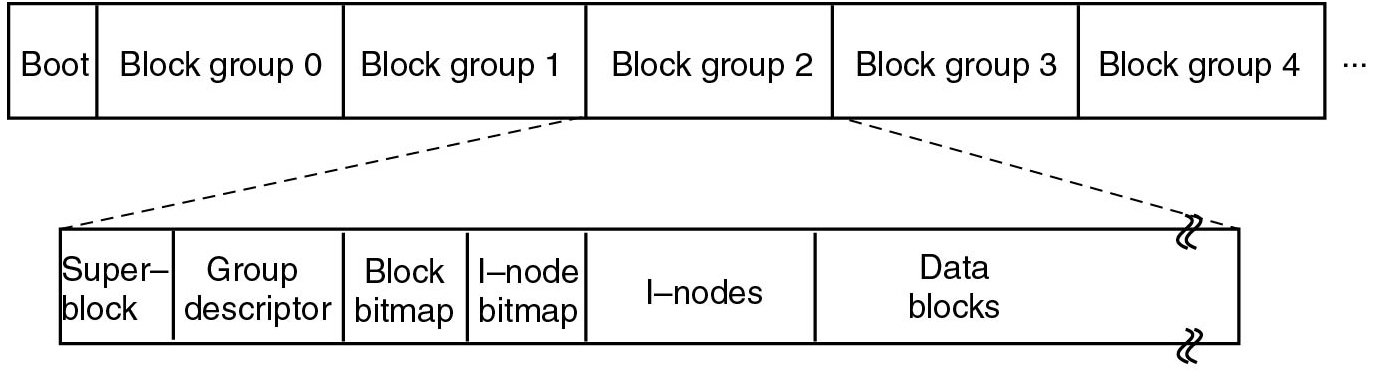 Boot Block group 0 Block group 1 Block group 2 Block group 3 Block group 4 ...
Super–
block
Group
descriptor
Block
bitmap
I–node
bitmap
I–nodes
Data
blocks